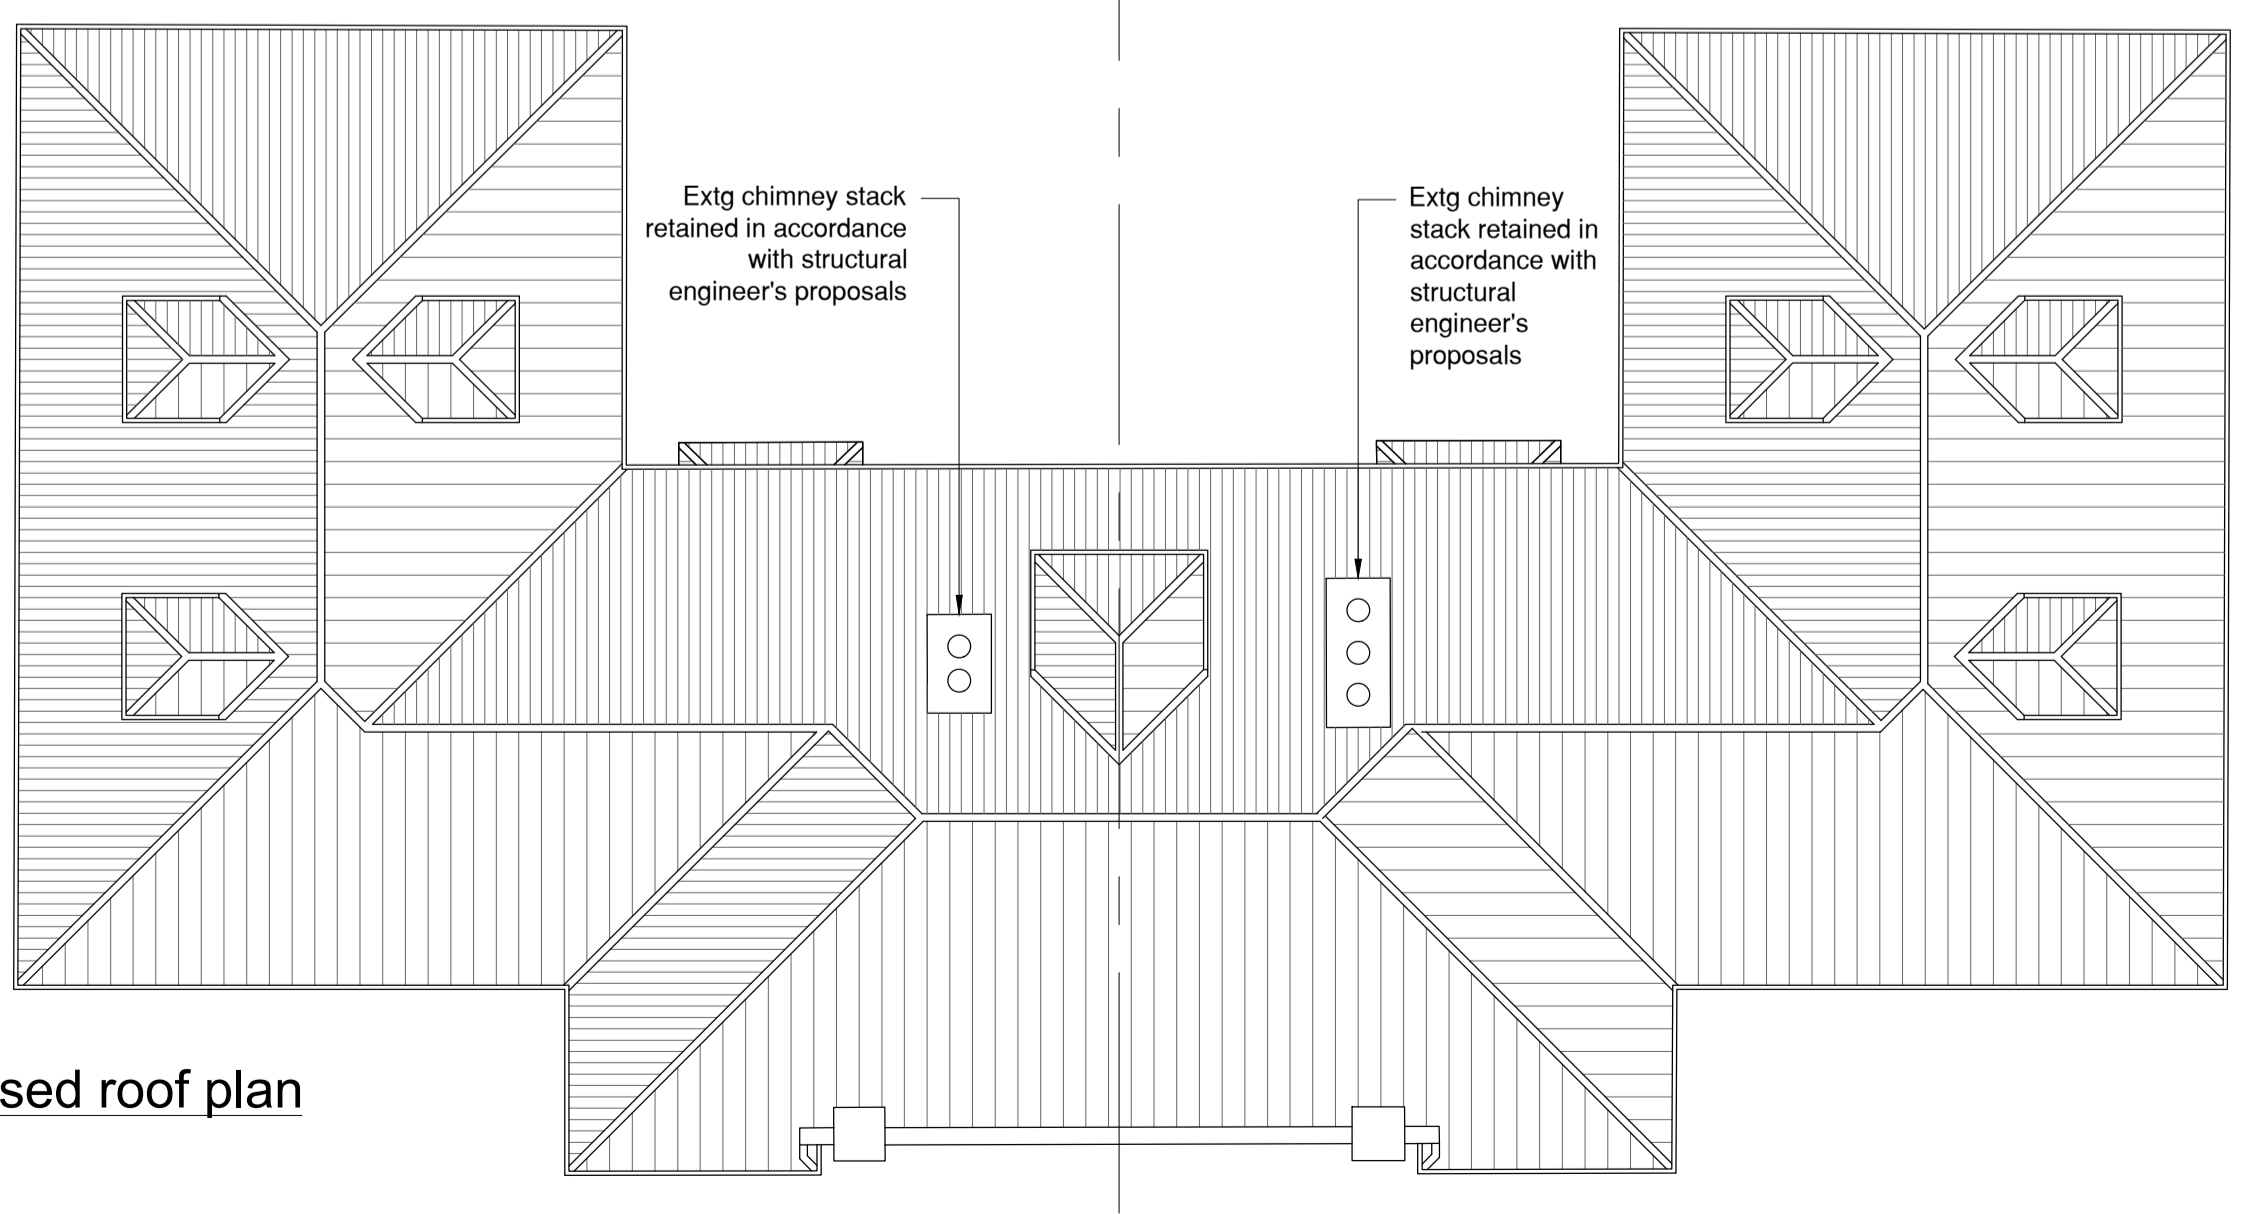 Extg chimney stack
retained in accordance
with structural
engineer's proposals
Extg chimney
stack retained in
accordance with
structural
engineer's
proposals
sed roof plan